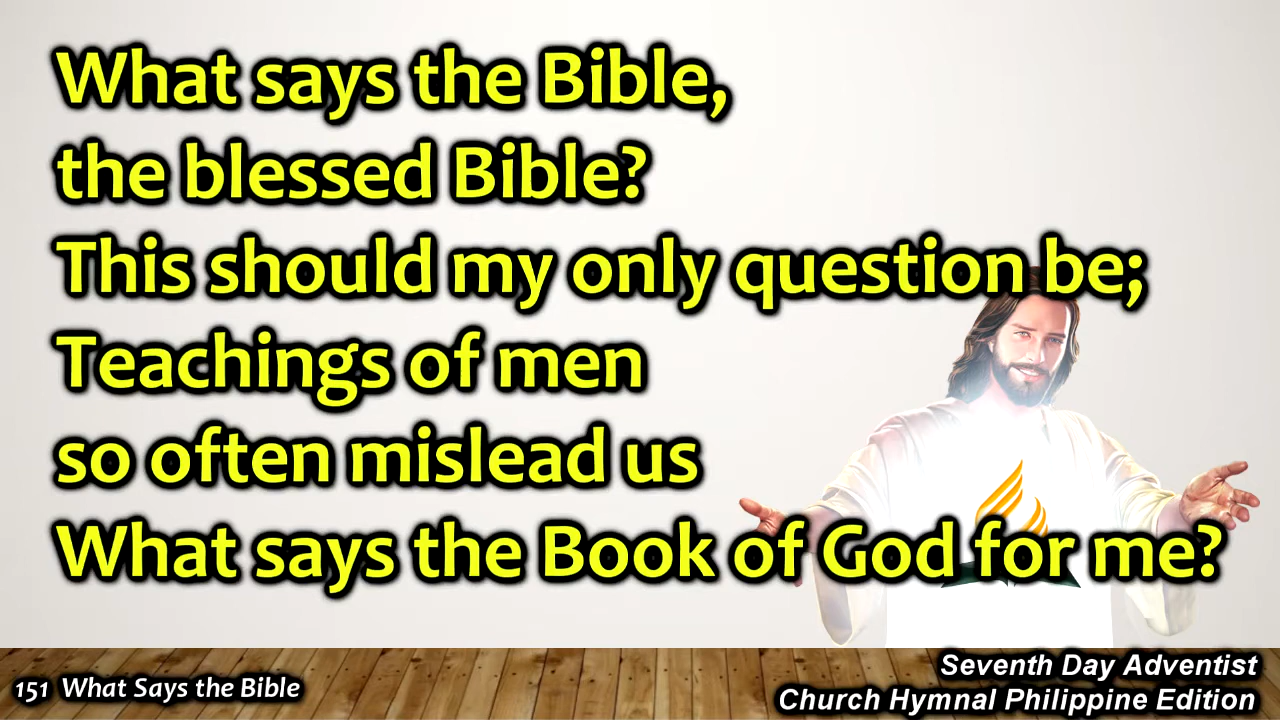 What says the Bible,
the blessed Bible?
This should my only question be;
Teachings of men
so often mislead us
What says the Book of God for me?
151 What Says the Bible
Seventh Day Adventist
Church Hymnal Philippine Edition